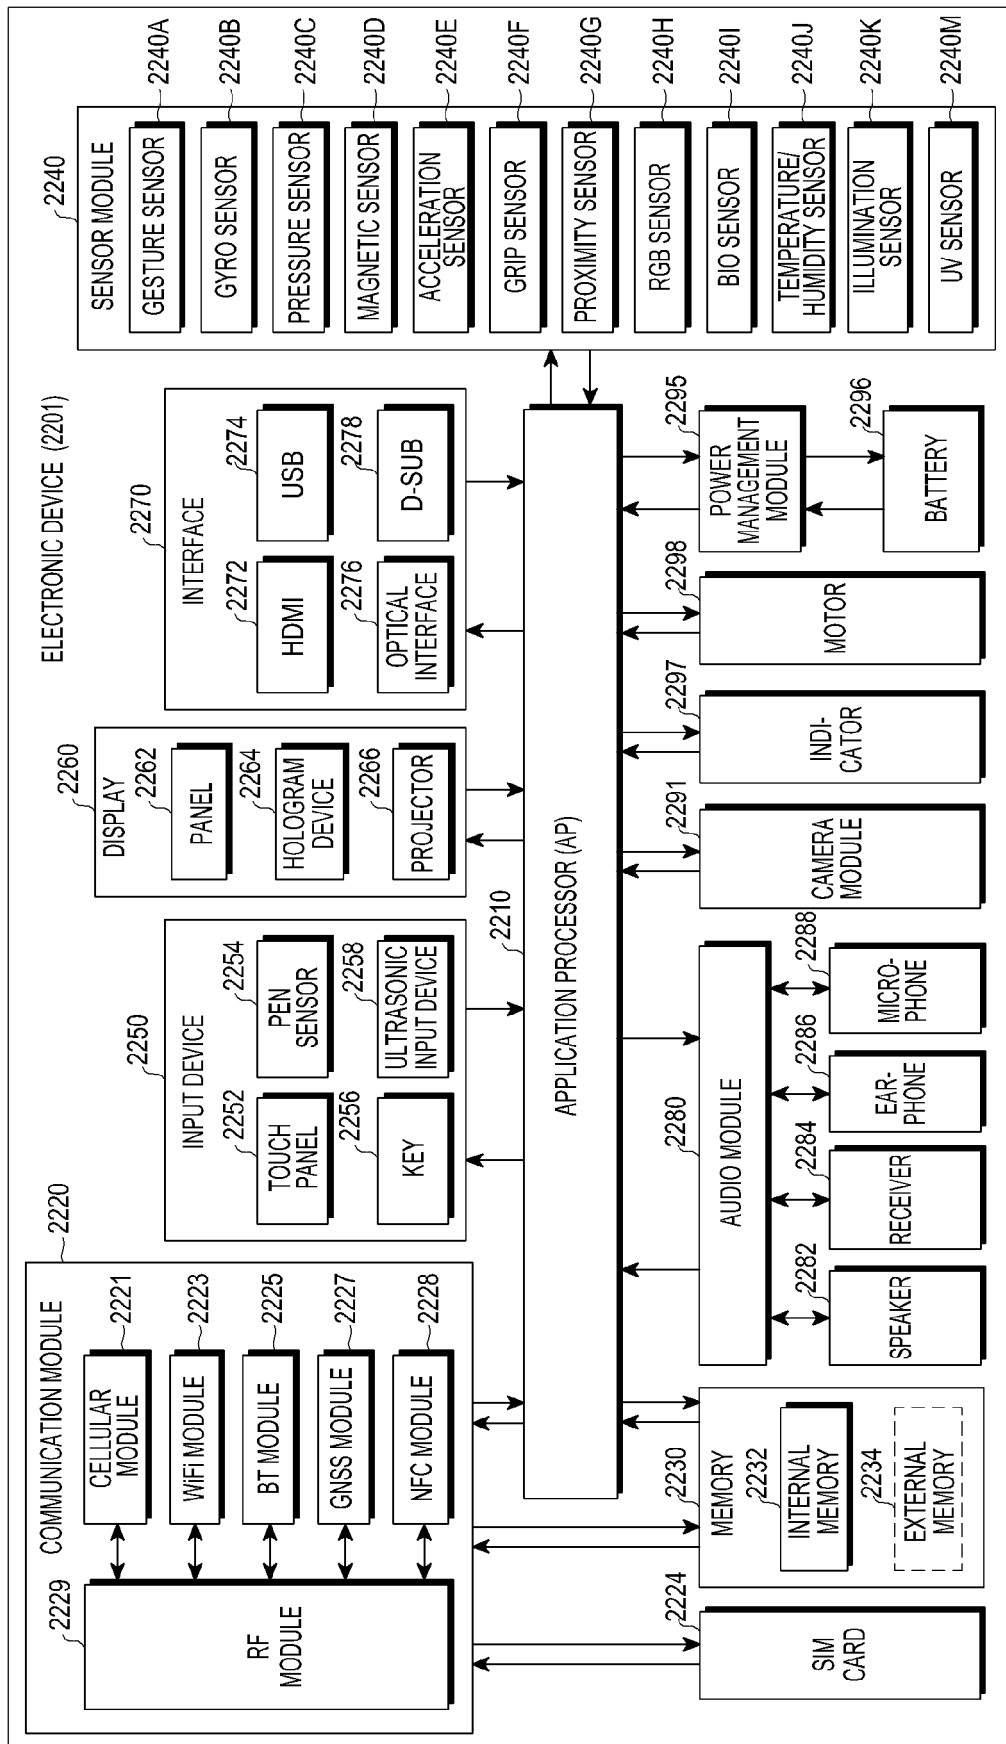 ELECTRONIC DEVICE (2201)
2220
COMMUNICATION MODULE
2229
RF
MODULE
CELLULAR
MODULE
2221
WiFi MODULE
2223
BT MODULE
2225
GNSS MODULE
2227
NFC MODULE
2228
2250
INPUT DEVICE
2252
TOUCH
PANEL
2254
PEN
SENSOR
2256
KEY
2258
ULTRASONIC
INPUT DEVICE
2260
DISPLAY
2262
PANEL
2264
HOLOGRAM
DEVICE
2266
PROJECTOR
2270
INTERFACE
2272
HDMI
2274
USB
2276
OPTICAL
INTERFACE
2278
D-SUB
2240
SENSOR MODULE
GESTURE SENSOR
2240A
GYRO SENSOR
2240B
PRESSURE SENSOR
2240C
MAGNETIC SENSOR
2240D
ACCELERATION
SENSOR
2240E
GRIP SENSOR
2240F
PROXIMITY SENSOR
2240G
RGB SENSOR
2240H
BIO SENSOR
2240I
TEMPERATURE/
HUMIDITY SENSOR
2240J
ILLUMINATION
SENSOR
2240K
UV SENSOR
2240M
2210
APPLICATION PROCESSOR (AP)
2224
SIM
CARD
2230
MEMORY
2232
INTERNAL
MEMORY
2234
EXTERNAL
MEMORY
2280
AUDIO MODULE
2282
SPEAKER
2284
RECEIVER
2286
EAR-
PHONE
2288
MICRO-
PHONE
2291
CAMERA
MODULE
2297
INDI-
CATOR
2298
MOTOR
2295
POWER
MANAGEMENT
MODULE
2296
BATTERY